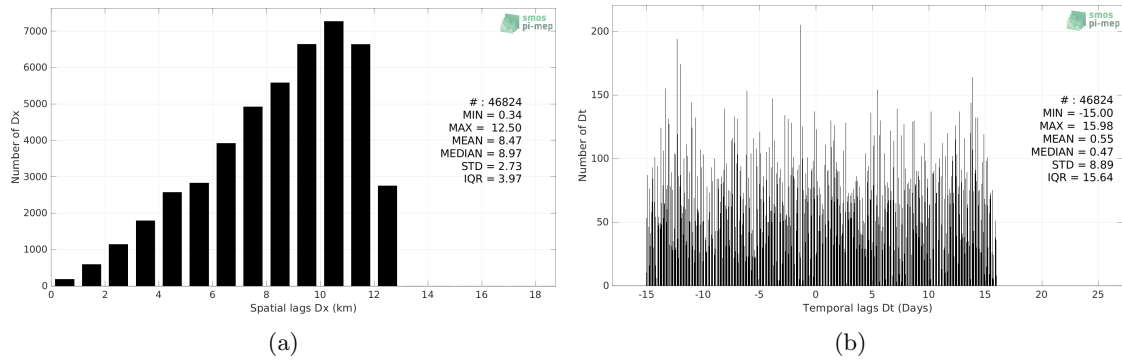 7000
6000
5000
4000
3000
2000
1000
0
Number of Dx
0 2 4 6 8 10 12 14 16 18
Spatial lags Dx (km)
smos
pi-mep
# : 46824
MIN = 0.34
MAX = 12.50
MEAN = 8.47
MEDIAN = 8.97
STD = 2.73
IQR = 3.97
(a)
200
150
100
50
0
Number of Dt
-15 -10 -5 0 5 10 15 20 25
Temporal lags Dt (Days)
smos
pi-mep
# : 46824
MIN = -15.00
MAX = 15.98
MEAN = 0.55
MEDIAN = 0.47
STD = 8.89
IQR = 15.64
(b)